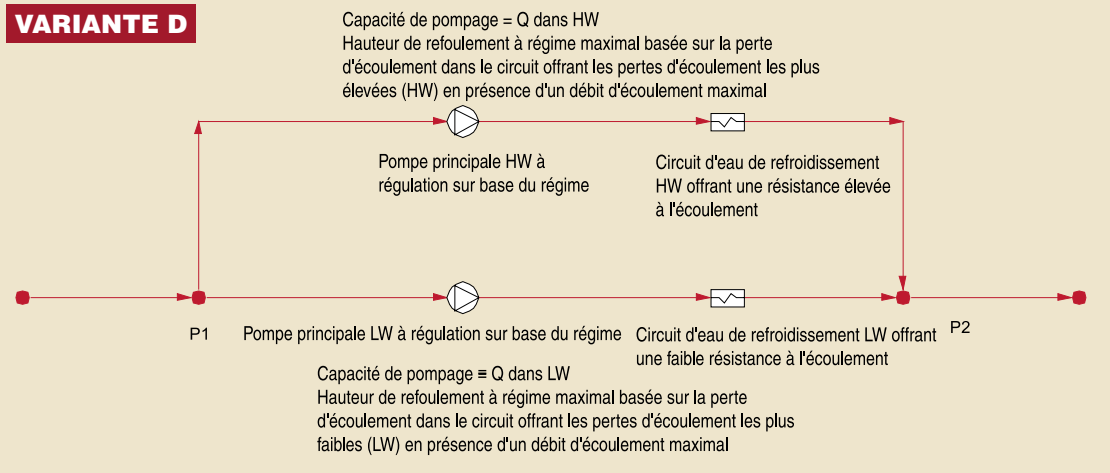 VARIANTE D
Capacité de pompage = Q dans HW
Hauteur de refoulement à régime maximal basée sur la perte
d'écoulement dans le circuit offrant les pertes d'écoulement les plus
élevées (HW) en présence d'un débit d'écoulement maximal
Pompe principale HW à
régulation sur base du régime
Circuit d'eau de refroidissement
HW offrant une résistance élevée
à l'écoulement
P1
Pompe principale LW à régulation sur base du régime
Circuit d'eau de refroidissement LW offrant
une faible résistance à l'écoulement
P2
Capacité de pompage ≡ Q dans LW
Hauteur de refoulement à régime maximal basée sur la perte
d'écoulement dans le circuit offrant les pertes d'écoulement les plus
faibles (LW) en présence d'un débit d'écoulement maximal